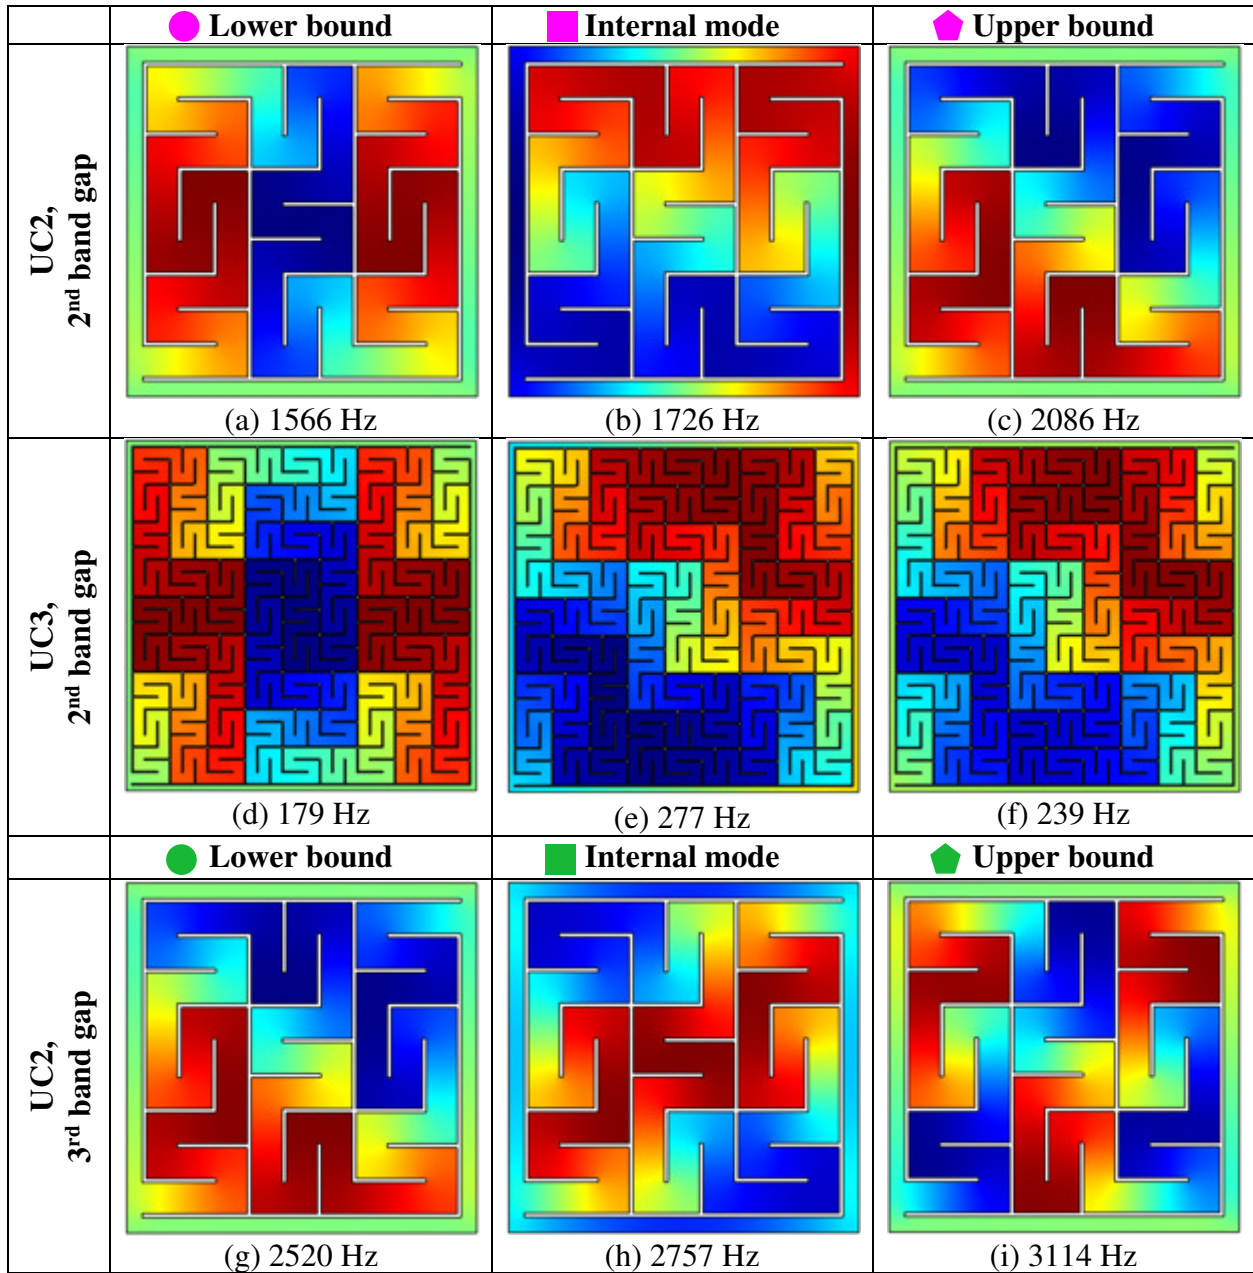 Lower bound Internal mode Upper bound
UC2,
2nd band gap
(a) 1566 Hz (b) 1726 Hz (c) 2086 Hz
UC3,
2nd band gap
(d) 179 Hz (e) 277 Hz (f) 239 Hz
Lower bound Internal mode Upper bound
UC2,
3rd band gap
(g) 2520 Hz (h) 2757 Hz (i) 3114 Hz